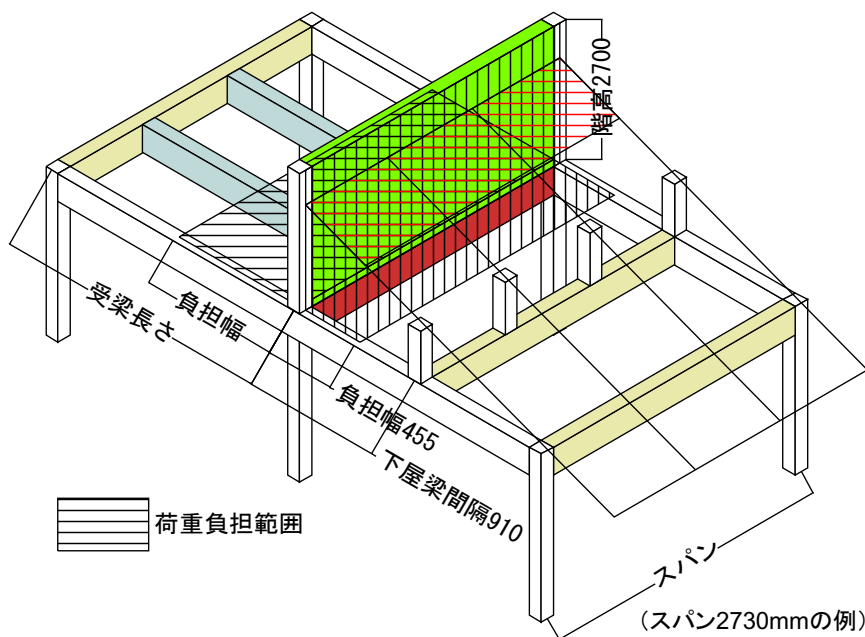 階高2700
受梁長さ
負担幅
負担幅455
下屋梁間隔910
荷重負担範囲
スパン
(スパン2730mmの例)